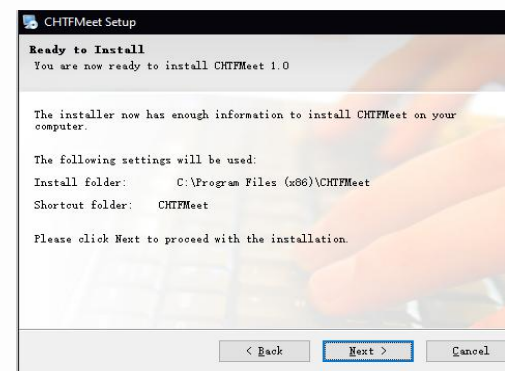 CHTFMeet Setup
Ready to Install
You are now ready to install CHTFMeet 1.0
The installer now has enough information to install CHTFMeet on your
computer.
The following settings will be used:
Install folder: C:\Program Files (x86)\CHTFMeet
Shortcut folder: CHTFMeet
Please click Next to proceed with the installation.
< Back Next > Cancel